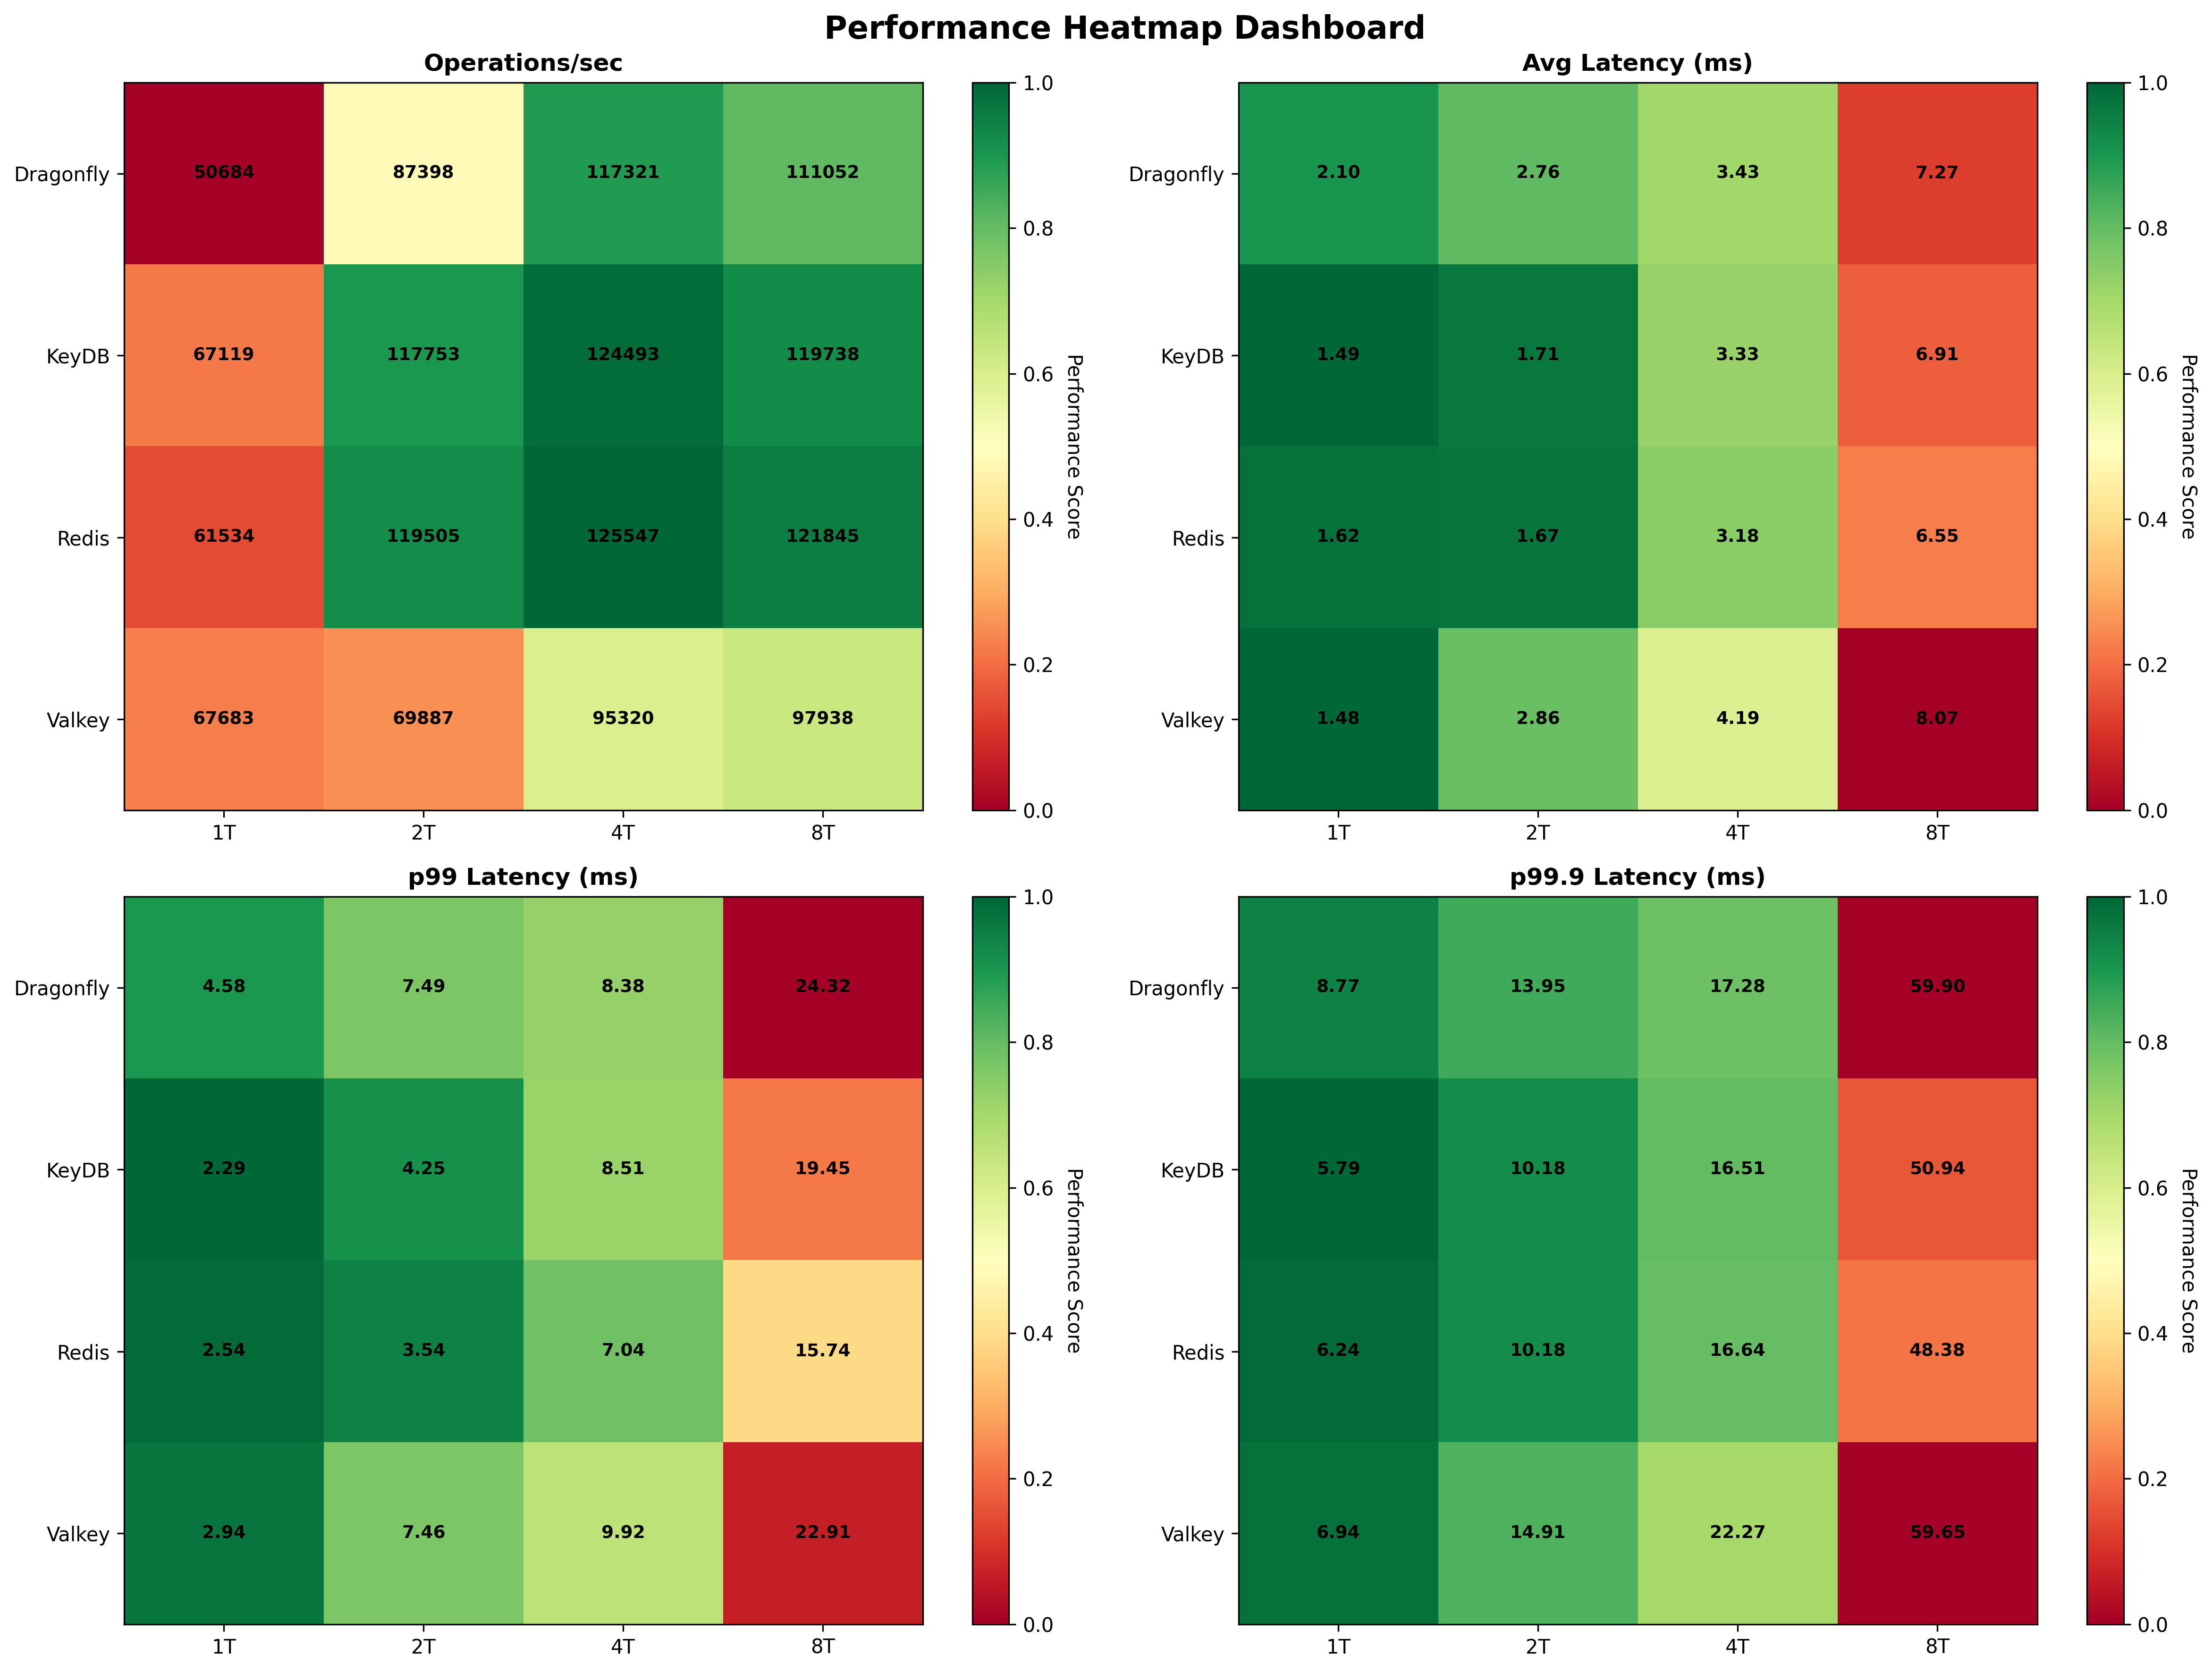 Performance Heatmap Dashboard
Operations/sec
Dragonfly 50684 87398 117321 111052
KeyDB 67119 117753 124493 119738
Redis 61534 119505 125547 121845
Valkey 67683 69887 95320 97938
1T 2T 4T 8T
1.0
0.8
0.6
0.4
0.2
0.0
Performance Score
Avg Latency (ms)
Dragonfly 2.10 2.76 3.43 7.27
KeyDB 1.49 1.71 3.33 6.91
Redis 1.62 1.67 3.18 6.55
Valkey 1.48 2.86 4.19 8.07
1T 2T 4T 8T
1.0
0.8
0.6
0.4
0.2
0.0
Performance Score
p99 Latency (ms)
Dragonfly 4.58 7.49 8.38 24.32
KeyDB 2.29 4.25 8.51 19.45
Redis 2.54 3.54 7.04 15.74
Valkey 2.94 7.46 9.92 22.91
1T 2T 4T 8T
1.0
0.8
0.6
0.4
0.2
0.0
Performance Score
p99.9 Latency (ms)
Dragonfly 8.77 13.95 17.28 59.90
KeyDB 5.79 10.18 16.51 50.94
Redis 6.24 10.18 16.64 48.38
Valkey 6.94 14.91 22.27 59.65
1T 2T 4T 8T
1.0
0.8
0.6
0.4
0.2
0.0
Performance Score